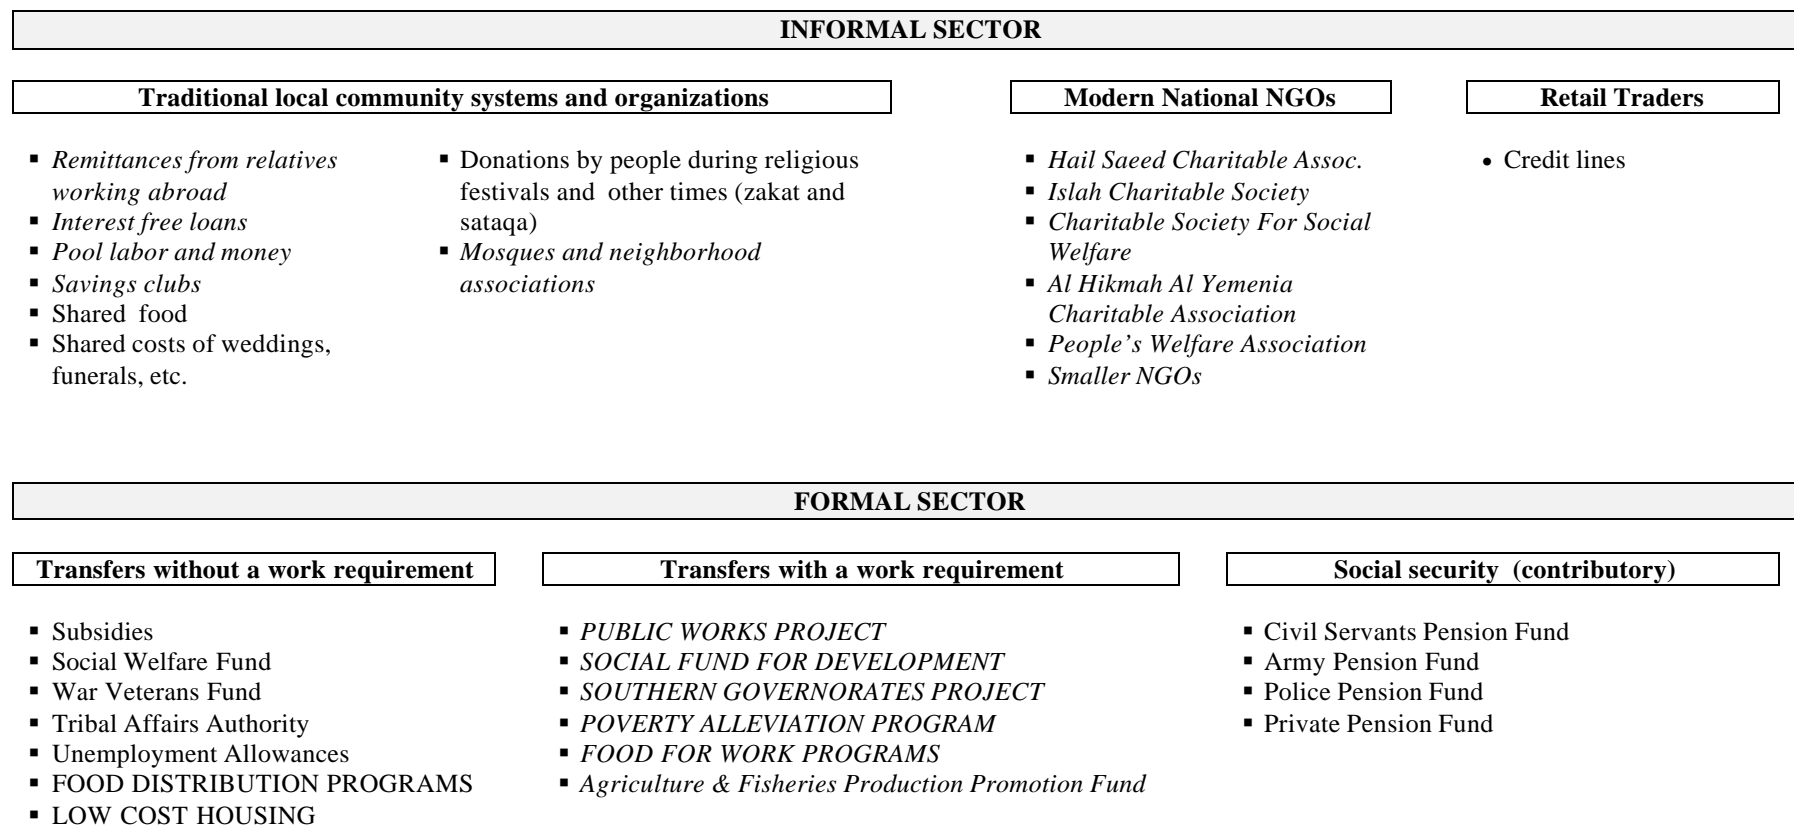 INFORMAL SECTOR
Traditional local community systems and organizations
▪ Remittances from relatives
working abroad
▪ Interest free loans
▪ Pool labor and money
▪ Savings clubs
▪ Shared food
▪ Shared costs of weddings,
funerals, etc.
▪ Donations by people during religious
festivals and other times (zakat and
sataqa)
▪ Mosques and neighborhood
associations
Modern National NGOs
▪ Hail Saeed Charitable Assoc.
▪ Islah Charitable Society
▪ Charitable Society For Social
Welfare
▪ Al Hikmah Al Yemenia
Charitable Association
▪ People’s Welfare Association
▪ Smaller NGOs
Retail Traders
• Credit lines
FORMAL SECTOR
Transfers without a work requirement
▪ Subsidies
▪ Social Welfare Fund
▪ War Veterans Fund
▪ Tribal Affairs Authority
▪ Unemployment Allowances
▪ FOOD DISTRIBUTION PROGRAMS
▪ LOW COST HOUSING
Transfers with a work requirement
▪ PUBLIC WORKS PROJECT
▪ SOCIAL FUND FOR DEVELOPMENT
▪ SOUTHERN GOVERNORATES PROJECT
▪ POVERTY ALLEVIATION PROGRAM
▪ FOOD FOR WORK PROGRAMS
▪ Agriculture & Fisheries Production Promotion Fund
Social security (contributory)
▪ Civil Servants Pension Fund
▪ Army Pension Fund
▪ Police Pension Fund
▪ Private Pension Fund